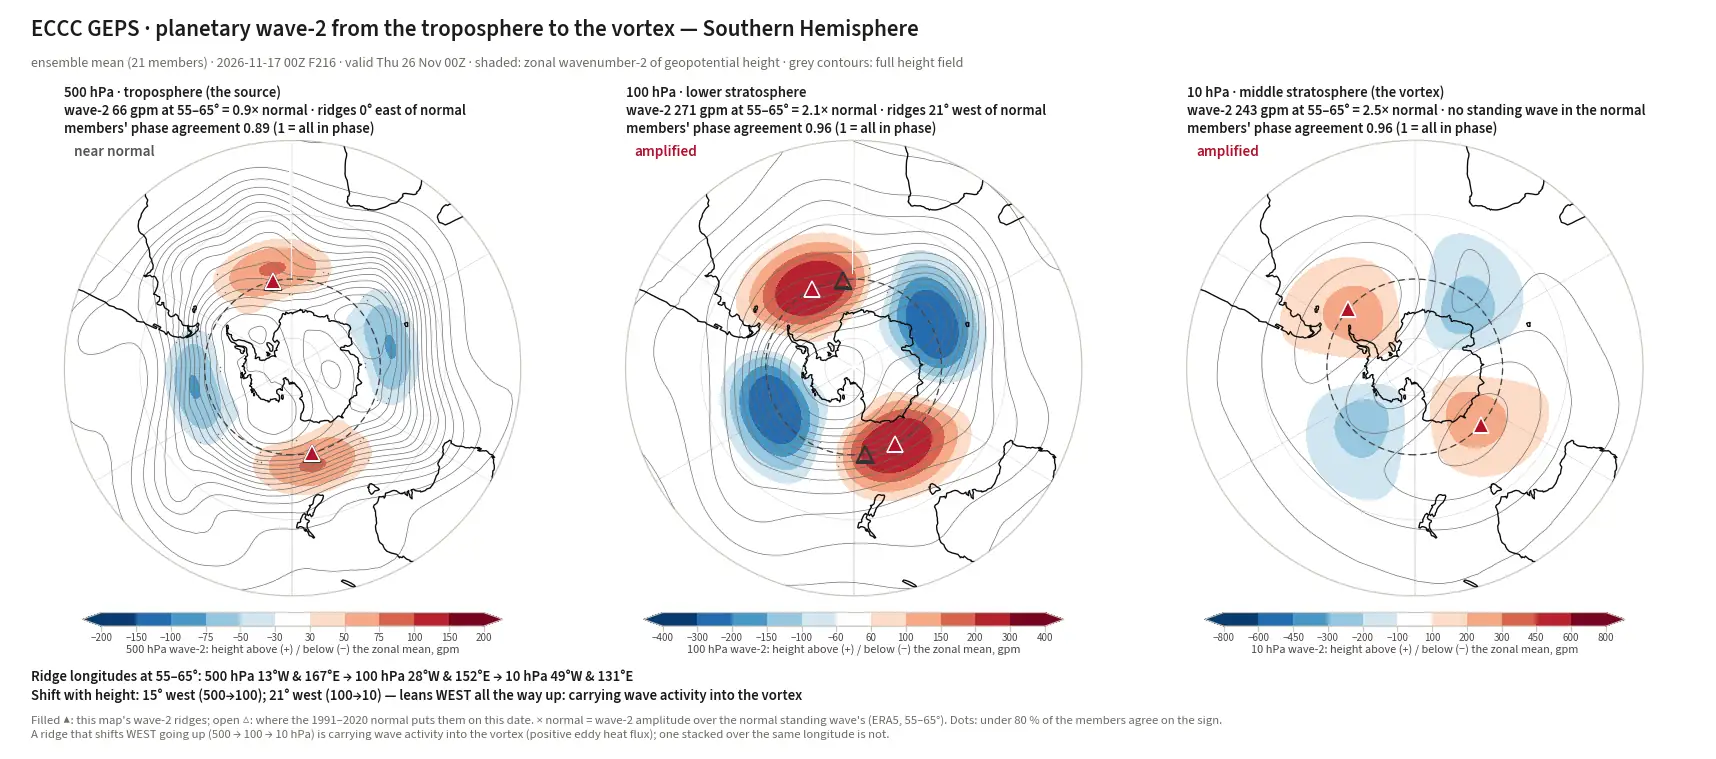 ECCC GEPS · planetary wave-2 from the troposphere to the vortex — Southern Hemisphere
ensemble mean (21 members) · 2026-11-17 00Z F216 · valid Thu 26 Nov 00Z · shaded: zonal wavenumber-2 of geopotential height · grey contours: full height field
500 hPa · troposphere (the source)
wave-2 66 gpm at 55–65° = 0.9× normal · ridges 0° east of normal
members' phase agreement 0.89 (1 = all in phase)
near normal
100 hPa · lower stratosphere
wave-2 271 gpm at 55–65° = 2.1× normal · ridges 21° west of normal
members' phase agreement 0.96 (1 = all in phase)
amplified
10 hPa · middle stratosphere (the vortex)
wave-2 243 gpm at 55–65° = 2.5× normal · no standing wave in the normal
members' phase agreement 0.96 (1 = all in phase)
amplified
−200 −150 −100 −75 −50 −30 30 50 75 100 150 200
500 hPa wave-2: height above (+) / below (−) the zonal mean, gpm
−400 −300 −200 −150 −100 −60 60 100 150 200 300 400
100 hPa wave-2: height above (+) / below (−) the zonal mean, gpm
−800 −600 −450 −300 −200 −100 100 200 300 450 600 800
10 hPa wave-2: height above (+) / below (−) the zonal mean, gpm
Ridge longitudes at 55–65°: 500 hPa 13°W & 167°E → 100 hPa 28°W & 152°E → 10 hPa 49°W & 131°E
Shift with height: 15° west (500→100); 21° west (100→10) — leans WEST all the way up: carrying wave activity into the vortex
Filled ▲: this map's wave-2 ridges; open △: where the 1991–2020 normal puts them on this date. × normal = wave-2 amplitude over the normal standing wave's (ERA5, 55–65°). Dots: under 80 % of the members agree on the sign.
A ridge that shifts WEST going up (500 → 100 → 10 hPa) is carrying wave activity into the vortex (positive eddy heat flux); one stacked over the same longitude is not.